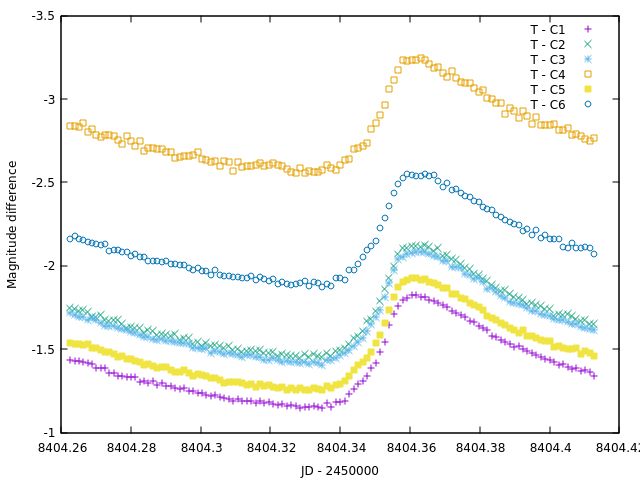 -3.5
-3
-2.5
-2
-1.5
-1
Magnitude difference
T - C1
T - C2
T - C3
T - C4
T - C5
T - C6
8404.26 8404.28 8404.3 8404.32 8404.34 8404.36 8404.38 8404.4 8404.42
JD - 2450000